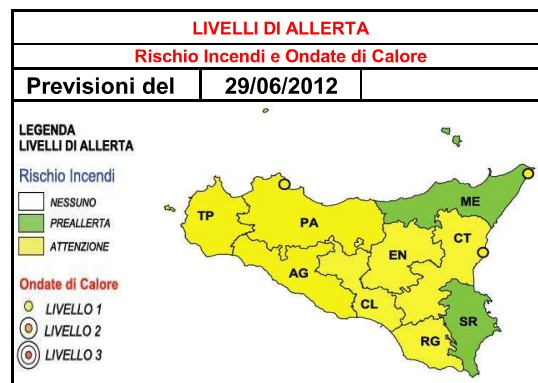 LIVELLI DI ALLERTA
Rischio Incendi e Ondate di Calore
Previsioni del 29/06/2012
LEGENDA
LIVELLI DI ALLERTA
Rischio Incendi
NESSUNO
PREALLERTA
ATTENZIONE
Ondate di Calore
LIVELLO 1
LIVELLO 2
LIVELLO 3
TP
PA
ME
CT
EN
AG
CL
SR
RG